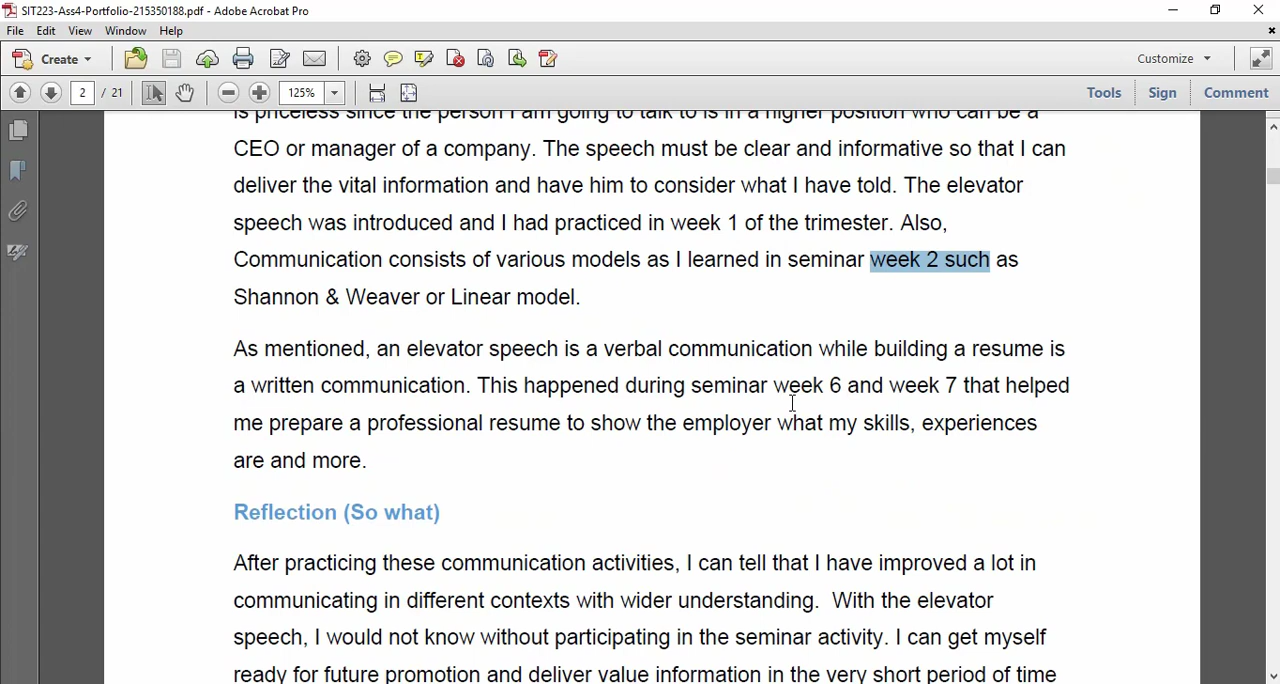 SIT223-Ass4-Portfolio-215350188.pdf - Adobe Acrobat Pro
File Edit View Window Help
Create Customize
2 / 21 125% Tools Sign Comment
is priceless since the person I am going to talk to is in a higher position who can be a
CEO or manager of a company. The speech must be clear and informative so that I can
deliver the vital information and have him to consider what I have told. The elevator
speech was introduced and I had practiced in week 1 of the trimester. Also,
Communication consists of various models as I learned in seminar week 2 such as
Shannon & Weaver or Linear model.
As mentioned, an elevator speech is a verbal communication while building a resume is
a written communication. This happened during seminar week 6 and week 7 that helped
me prepare a professional resume to show the employer what my skills, experiences
are and more.
Reflection (So what)
After practicing these communication activities, I can tell that I have improved a lot in
communicating in different contexts with wider understanding.  With the elevator
speech, I would not know without participating in the seminar activity. I can get myself
ready for future promotion and deliver value information in the very short period of time